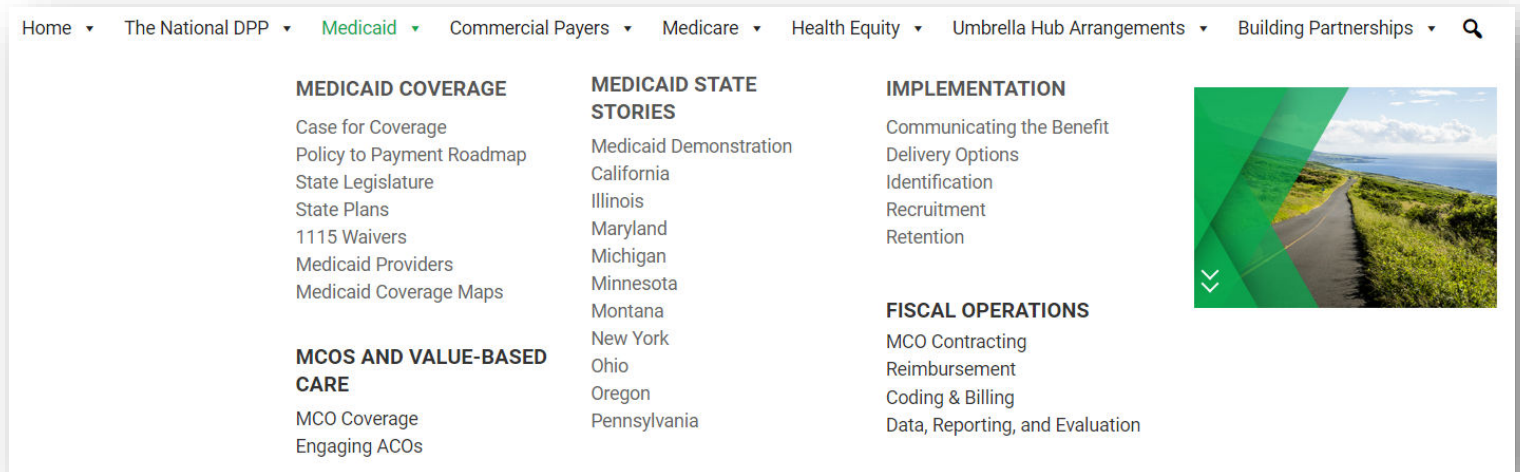 Home The National DPP Medicaid Commercial Payers Medicare Health Equity Umbrella Hub Arrangements Building Partnerships
MEDICAID COVERAGE
Case for Coverage
Policy to Payment Roadmap
State Legislature
State Plans
1115 Waivers
Medicaid Providers
Medicaid Coverage Maps
MCOS AND VALUE-BASED
CARE
MCO Coverage
Engaging ACOs
MEDICAID STATE
STORIES
Medicaid Demonstration
California
Illinois
Maryland
Michigan
Minnesota
Montana
New York
Ohio
Oregon
Pennsylvania
IMPLEMENTATION
Communicating the Benefit
Delivery Options
Identification
Recruitment
Retention
FISCAL OPERATIONS
MCO Contracting
Reimbursement
Coding & Billing
Data, Reporting, and Evaluation